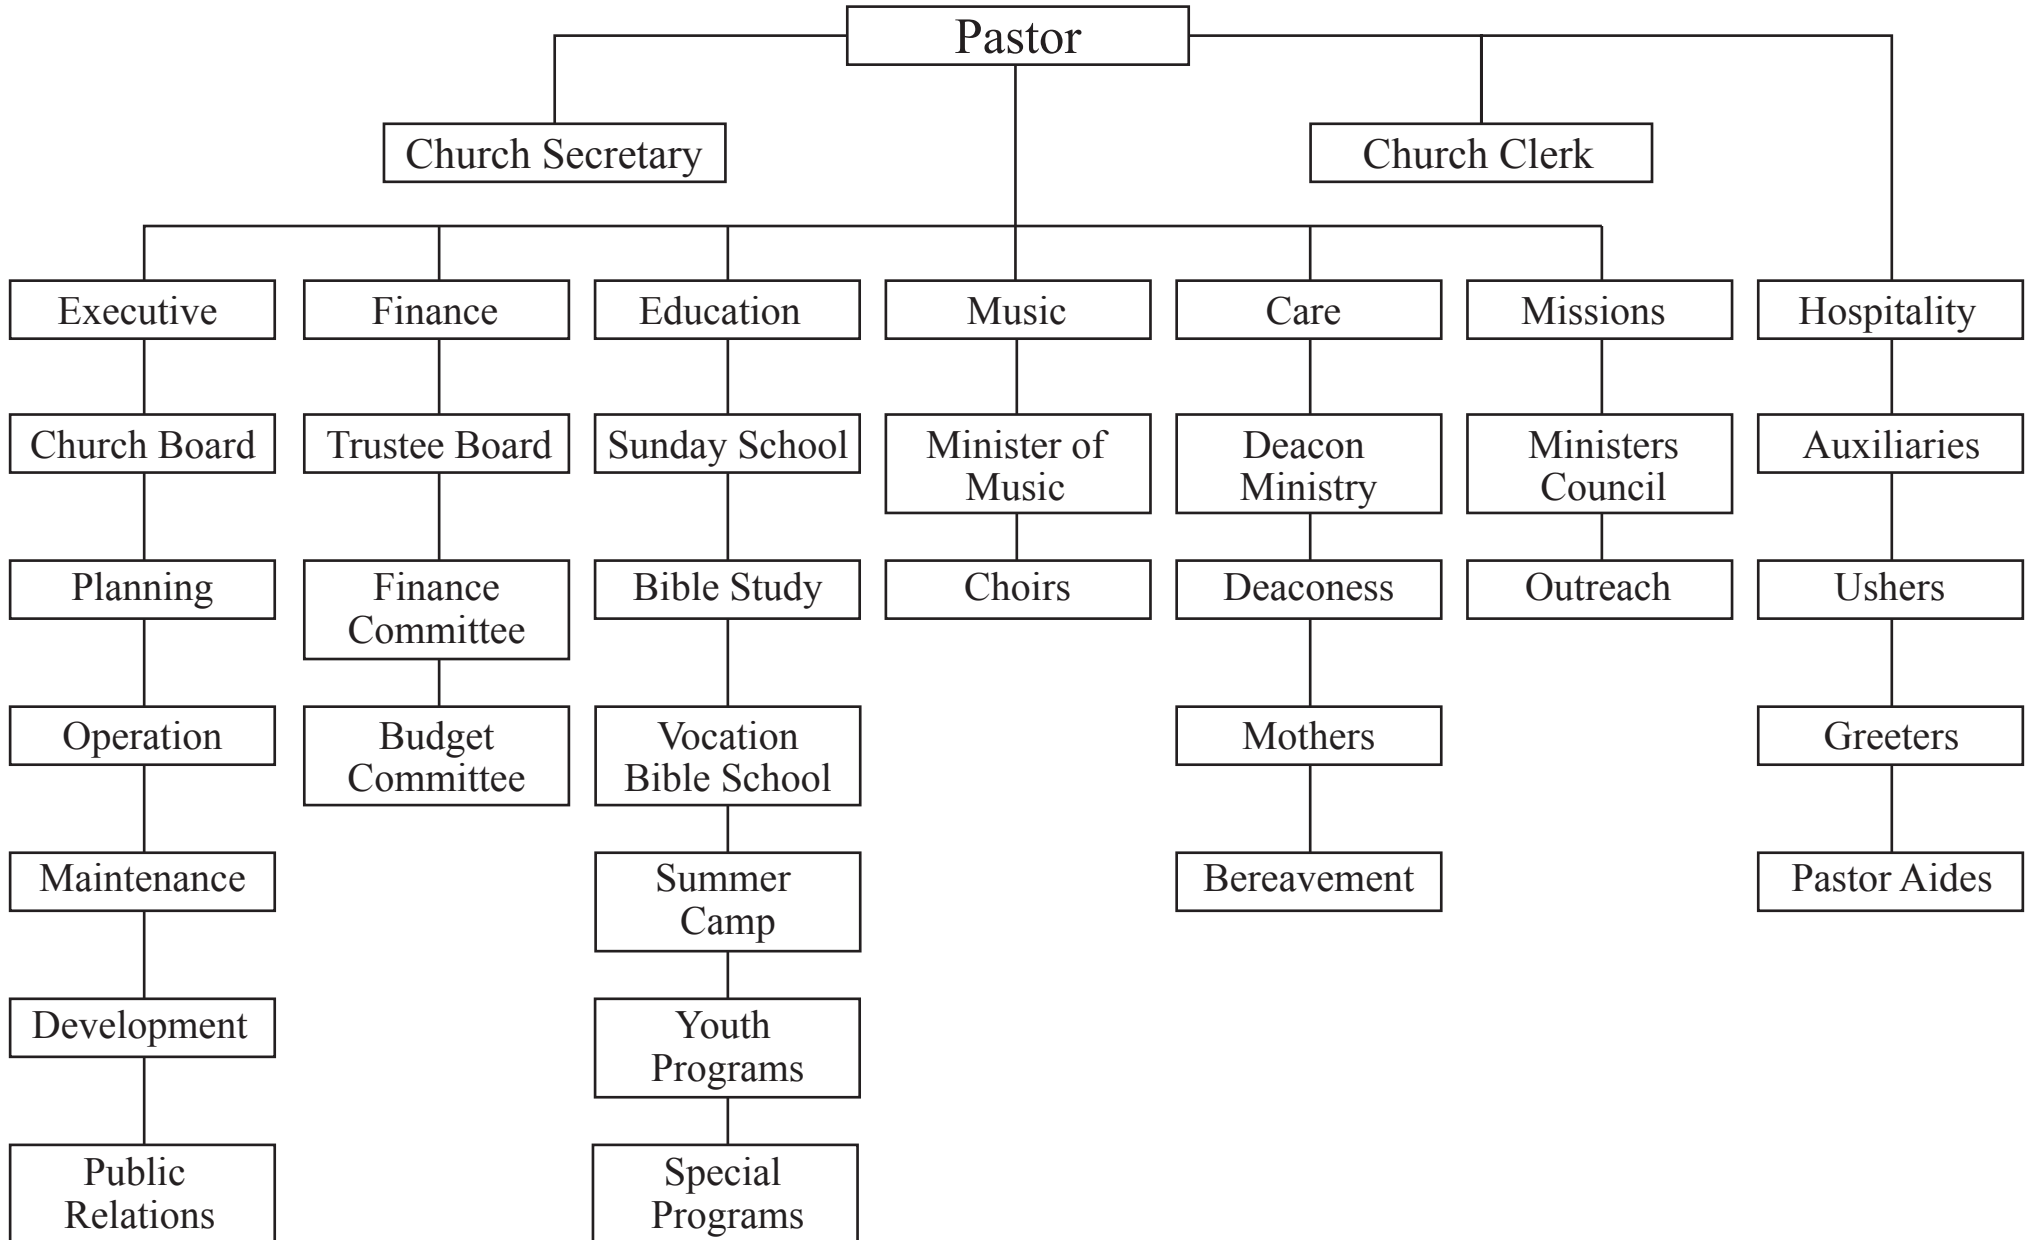 Pastor
Church Secretary
Church Clerk
Executive
Finance
Education
Music
Care
Missions
Hospitality
Church Board
Trustee Board
Sunday School
Minister of
Music
Deacon
Ministry
Ministers
Council
Auxiliaries
Planning
Finance
Committee
Bible Study
Choirs
Deaconess
Outreach
Ushers
Operation
Budget
Committee
Vocation
Bible School
Mothers
Greeters
Maintenance
Summer
Camp
Bereavement
Pastor Aides
Development
Youth
Programs
Public
Relations
Special
Programs